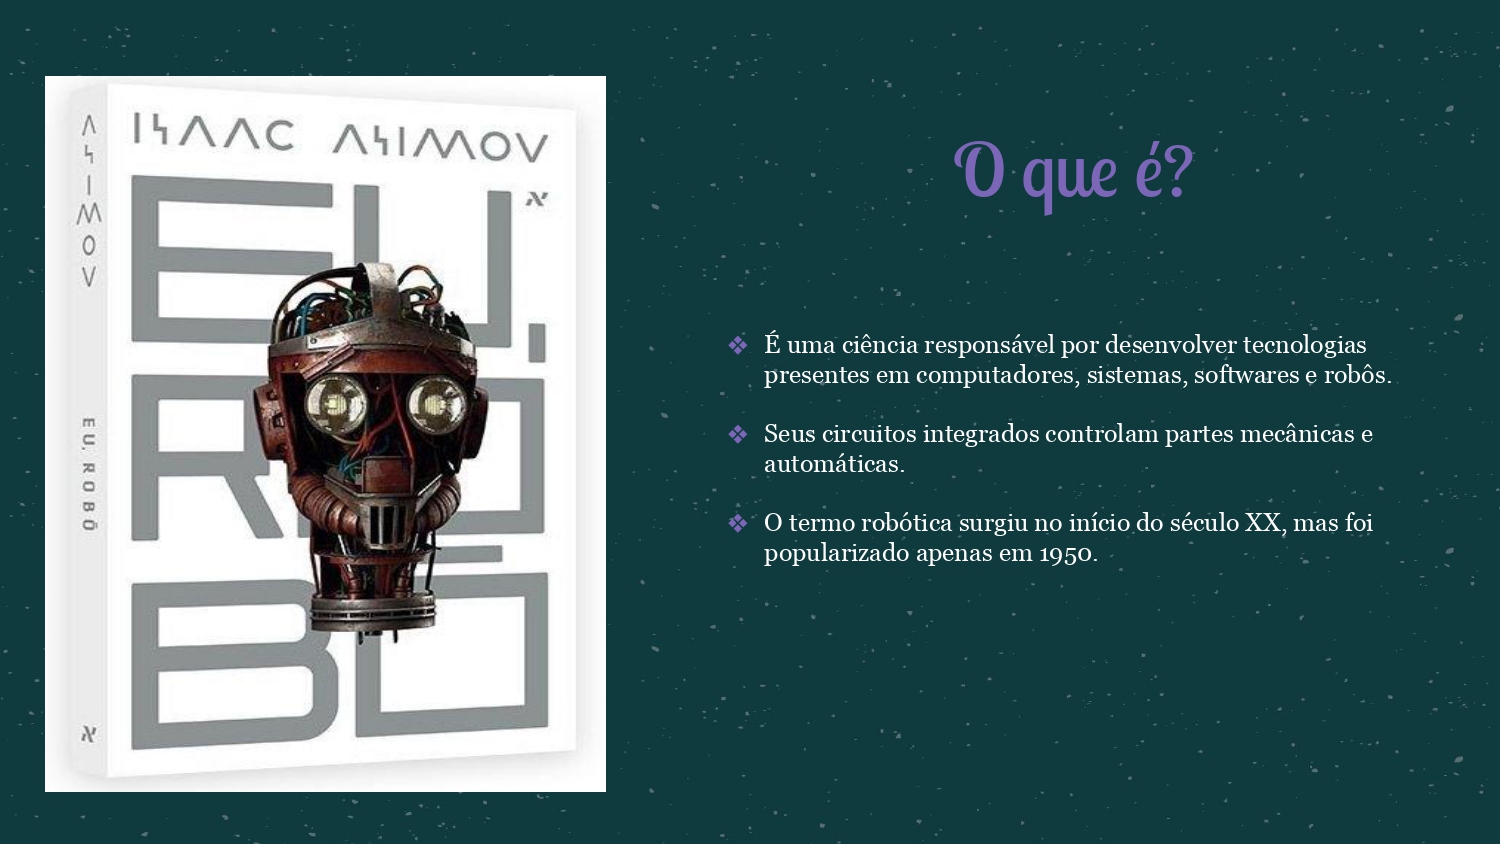 ISAAC ASIMOV
EU,
ROBÔ
ASIMOV
EU, ROBÔ
O que é?
❖ É uma ciência responsável por desenvolver tecnologias
presentes em computadores, sistemas, softwares e robôs.
❖ Seus circuitos integrados controlam partes mecânicas e
automáticas.
❖ O termo robótica surgiu no início do século XX, mas foi
popularizado apenas em 1950.